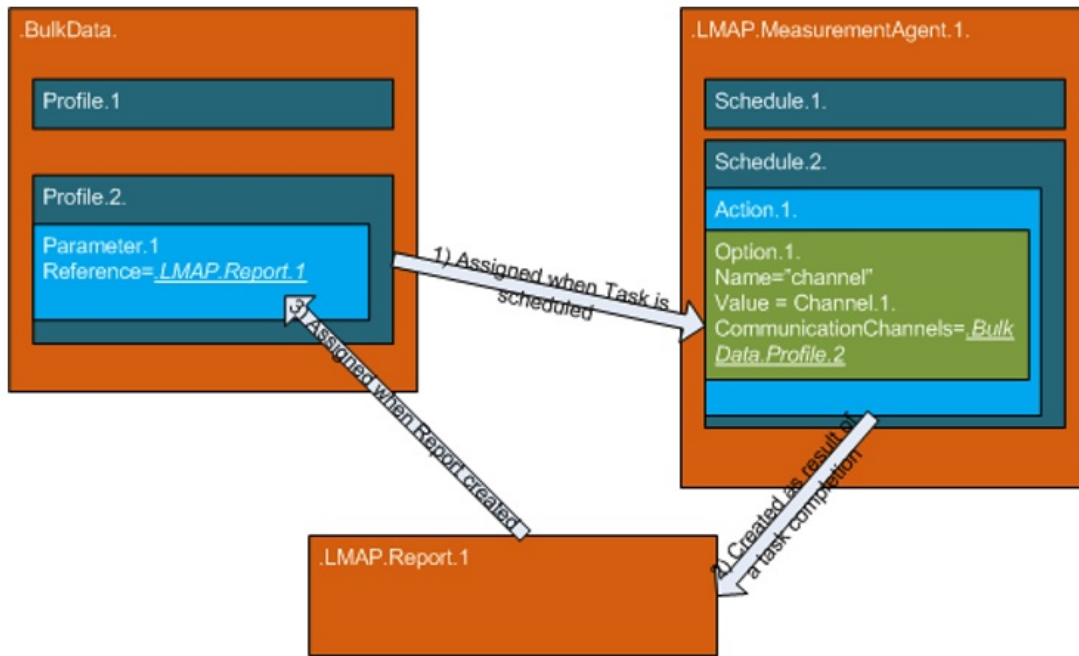 .BulkData.
Profile.1
Profile.2.
Parameter.1
Reference=.LMAP.Report.1
1) Assigned when Task is
scheduled
.LMAP.MeasurementAgent.1.
Schedule.1.
Schedule.2.
Action.1.
Option.1.
Name="channel"
Value = Channel.1.
CommunicationChannels=.Bulk
Data.Profile.2
2) Created as result of
a task completion
3) Assigned when Report created
.LMAP.Report.1